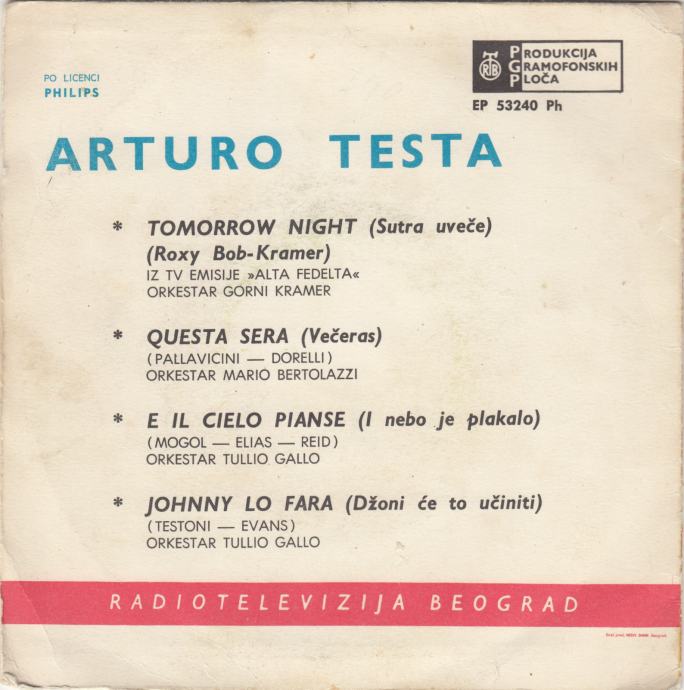 PO LICENCI
PHILIPS
RTB
PRODUKCIJA
GRAMOFONSKIH
PLOČA
EP 53240 Ph
ARTURO TESTA
* TOMORROW NIGHT (Sutra uveče)
(Roxy Bob-Kramer)
IZ TV EMISIJE »ALTA FEDELTA«
ORKESTAR GORNI KRAMER
* QUESTA SERA (Večeras)
(PALLAVICINI — DORELLI)
ORKESTAR MARIO BERTOLAZZI
* E IL CIELO PIANSE (I nebo je plakalo)
(MOGOL — ELIAS — REID)
ORKESTAR TULLIO GALLO
* JOHNNY LO FARA (Džoni će to učiniti)
(TESTONI — EVANS)
ORKESTAR TULLIO GALLO
RADIOTELEVIZIJA BEOGRAD